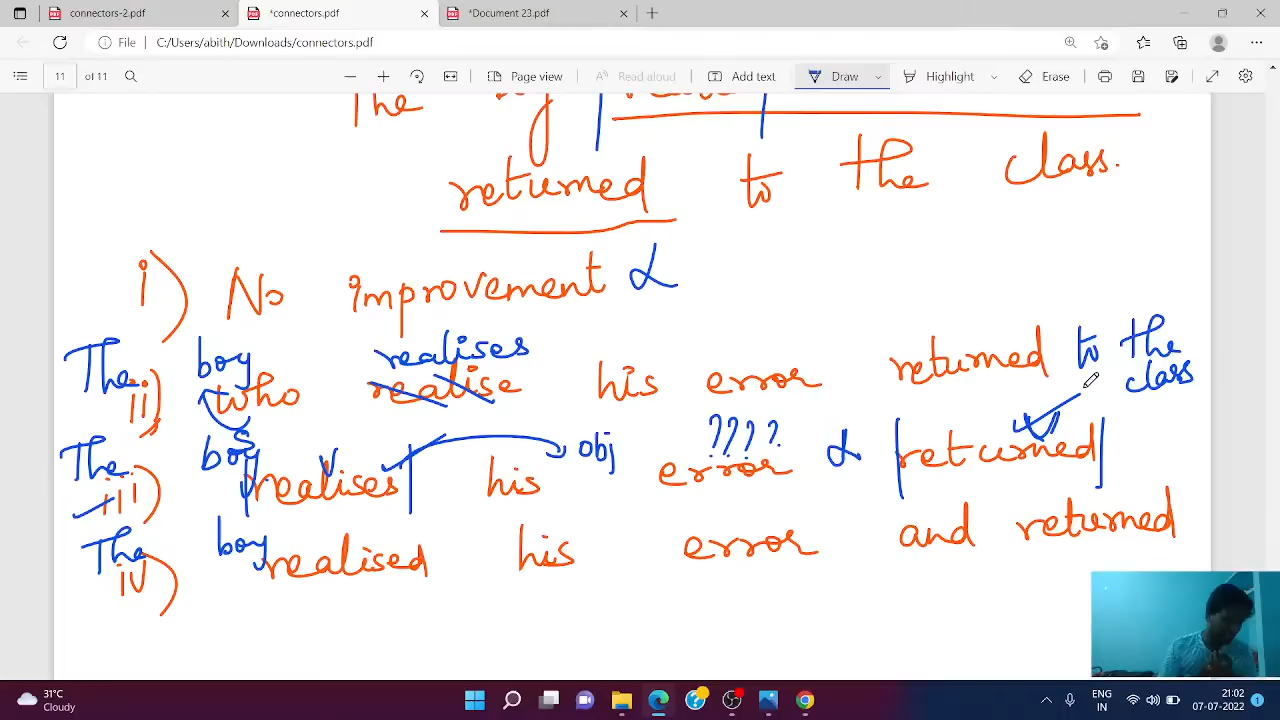 connectors-2.pdf
*connectors.pdf
*Document 23.pdf
File
C:/Users/abith/Downloads/connectors.pdf
11 of 11
Page view
Read aloud
Add text
Draw
Highlight
Erase
The boy
returned to the class.
i) No improvement
The boy realises
ii) who realise his error returned to the class
The boy S V obj ????
iii) realises his error returned
The boy
iv) realised his error and returned
31°C
Cloudy
ENG
IN
21:02
07-07-2022